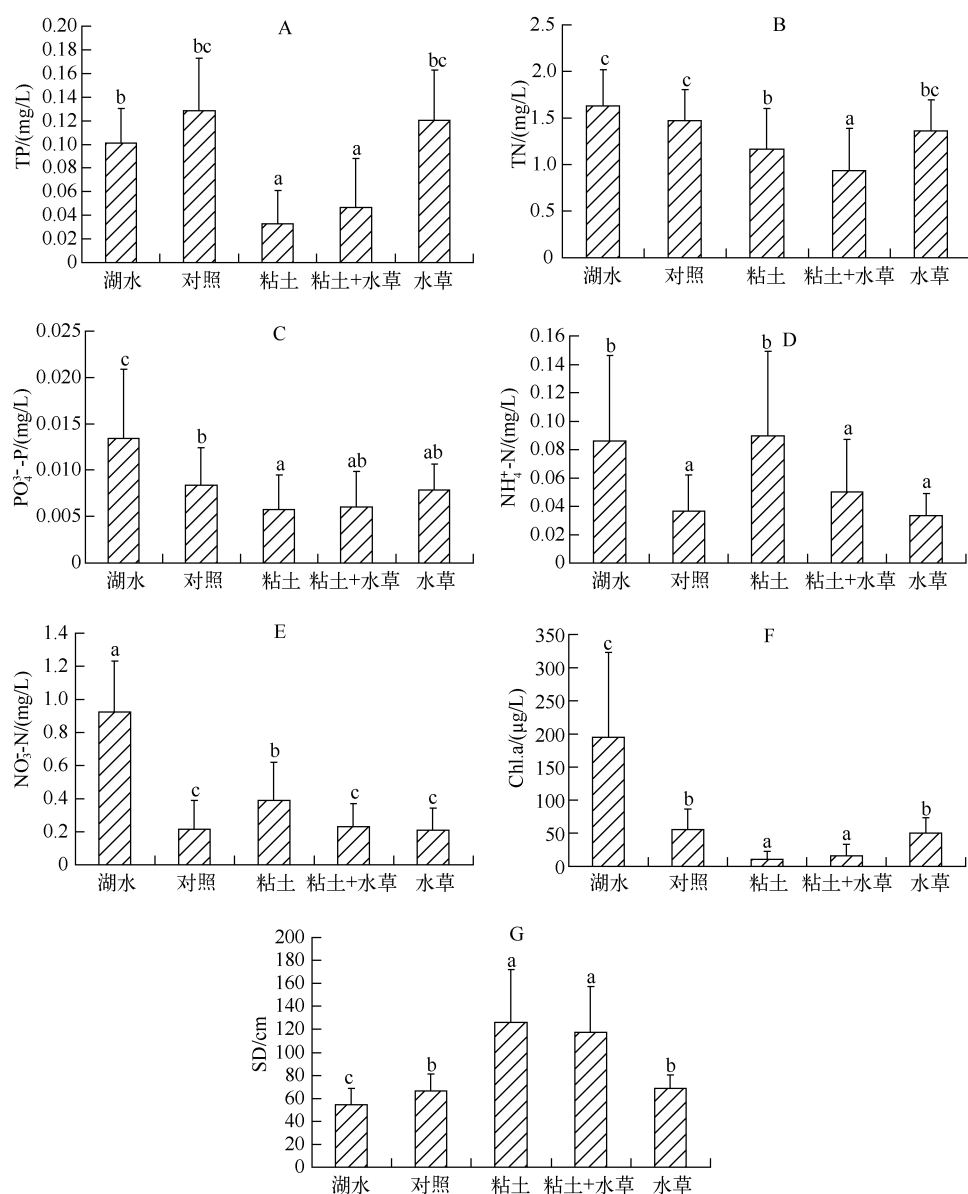 A
TP/(mg/L)
0.20
0.18
0.16
0.14
0.12
0.10
0.08
0.06
0.04
0.02
0
b
bc
a
a
bc
湖水 对照 粘土 粘土+水草 水草
B
TN/(mg/L)
2.5
2.0
1.5
1.0
0.5
0
c
c
b
a
bc
湖水 对照 粘土 粘土+水草 水草
C
PO₄³⁻-P/(mg/L)
0.025
0.020
0.015
0.010
0.005
0
c
b
a
ab
ab
湖水 对照 粘土 粘土+水草 水草
D
NH₄⁺-N/(mg/L)
0.16
0.14
0.12
0.10
0.08
0.06
0.04
0.02
0
b
a
b
a
a
湖水 对照 粘土 粘土+水草 水草
E
NO₃⁻-N/(mg/L)
1.4
1.2
1.0
0.8
0.6
0.4
0.2
0
a
c
b
c
c
湖水 对照 粘土 粘土+水草 水草
F
Chl.a/(μg/L)
350
300
250
200
150
100
50
0
c
b
a
a
b
湖水 对照 粘土 粘土+水草 水草
G
SD/cm
200
180
160
140
120
100
80
60
40
20
0
c
b
a
a
b
湖水 对照 粘土 粘土+水草 水草